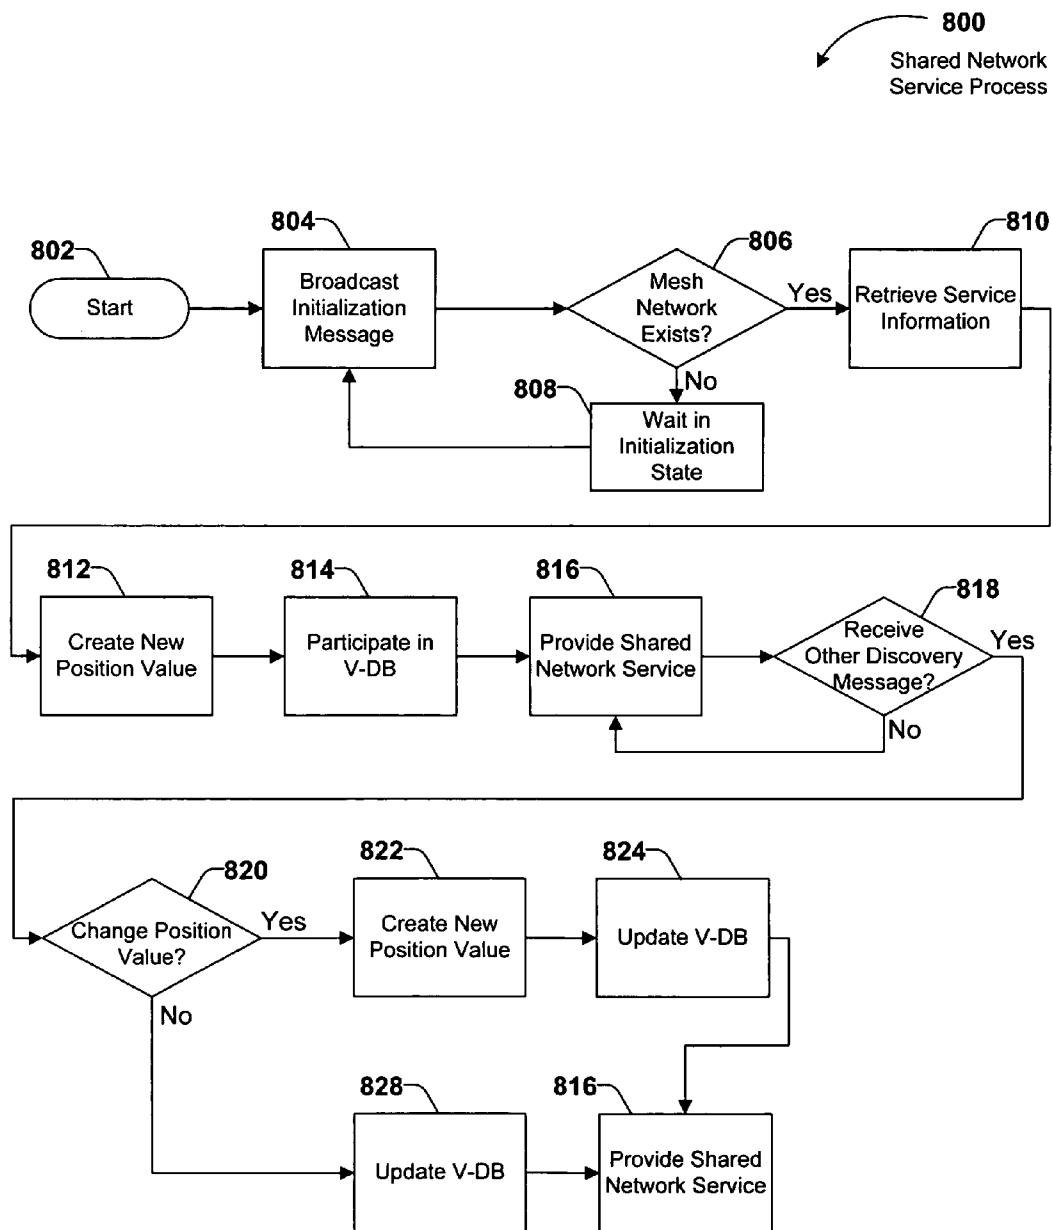 800
Shared Network
Service Process
802
Start
804
Broadcast
Initialization
Message
806
Mesh
Network
Exists?
Yes
No
808
Wait in
Initialization
State
810
Retrieve Service
Information
812
Create New
Position Value
814
Participate in
V-DB
816
Provide Shared
Network Service
818
Receive
Other Discovery
Message?
Yes
No
820
Change Position
Value?
Yes
No
822
Create New
Position Value
824
Update V-DB
828
Update V-DB
816
Provide Shared
Network Service